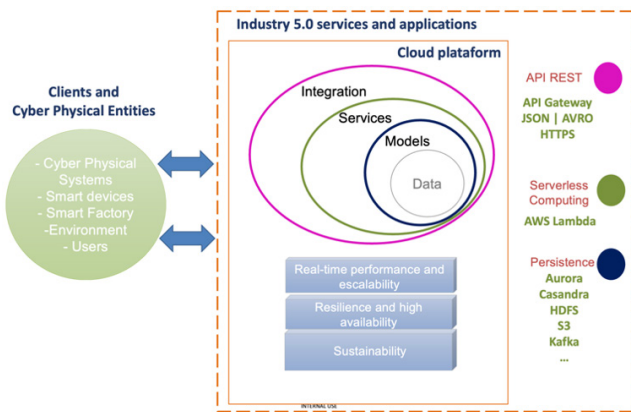 Industry 5.0 services and applications
Cloud plataform
Clients and
Cyber Physical Entities
- Cyber Physical
Systems
- Smart devices
- Smart Factory
-Environment
- Users
Integration
Services
Models
Data
Real-time performance and
escalability
Resilience and high
availability
Sustainability
API REST
API Gateway
JSON | AVRO
HTTPS
Serverless
Computing
AWS Lambda
Persistence
Aurora
Casandra
HDFS
S3
Kafka
...
INTERNAL USE